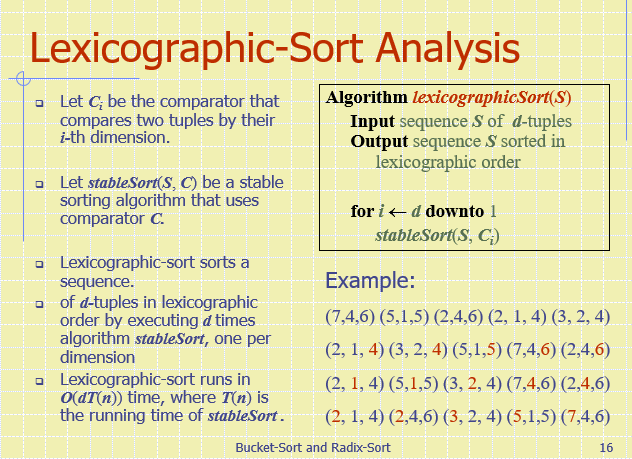 Lexicographic-Sort Analysis
Let Ci be the comparator that
compares two tuples by their
i-th dimension.
Let stableSort(S, C) be a stable
sorting algorithm that uses
comparator C.
Lexicographic-sort sorts a
sequence.
of d-tuples in lexicographic
order by executing d times
algorithm stableSort, one per
dimension
Lexicographic-sort runs in
O(dT(n)) time, where T(n) is
the running time of stableSort.
Algorithm lexicographicSort(S)
Input sequence S of d-tuples
Output sequence S sorted in
lexicographic order
for i ← d downto 1
stableSort(S, Ci)
Example:
(7,4,6) (5,1,5) (2,4,6) (2, 1, 4) (3, 2, 4)
(2, 1, 4) (3, 2, 4) (5,1,5) (7,4,6) (2,4,6)
(2, 1, 4) (5,1,5) (3, 2, 4) (7,4,6) (2,4,6)
(2, 1, 4) (2,4,6) (3, 2, 4) (5,1,5) (7,4,6)
Bucket-Sort and Radix-Sort
16